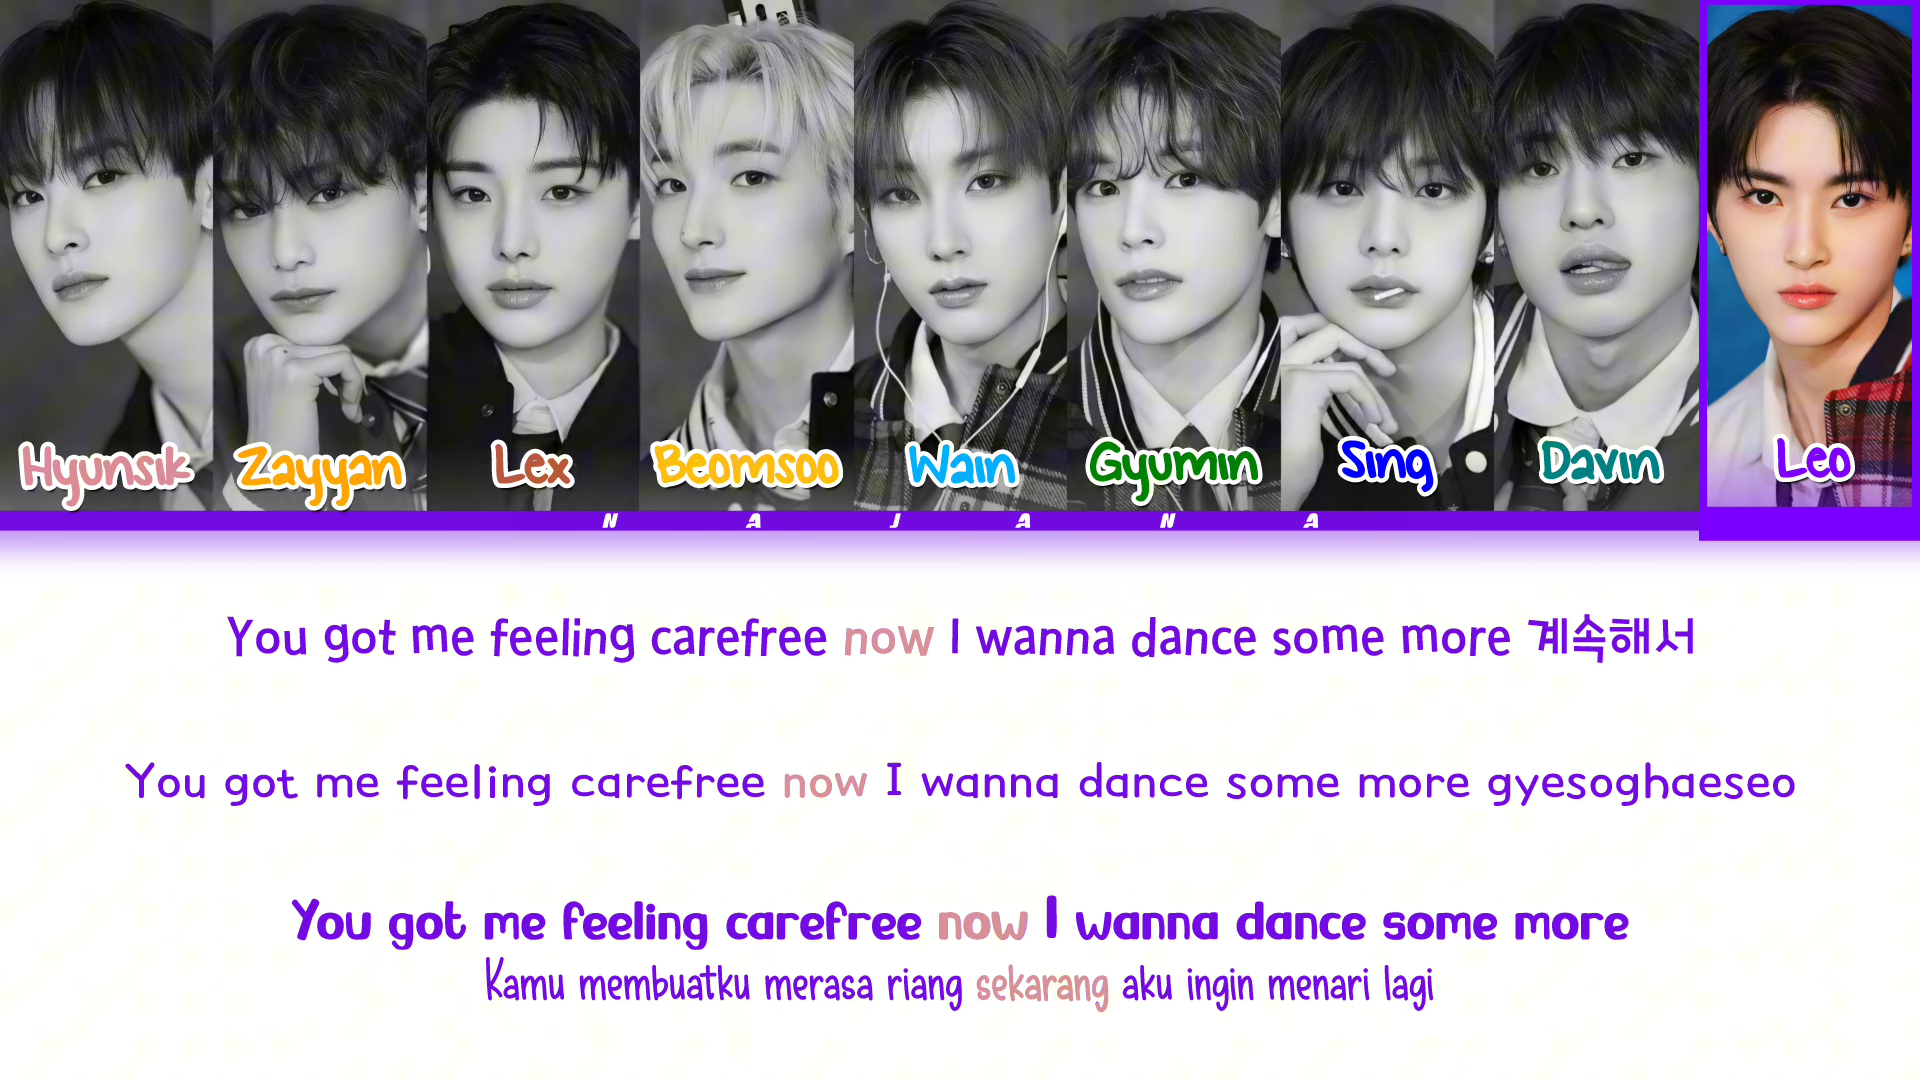 Hyunsik Zayyan Lex Beomsoo Wain Gyumin Sing Davin Leo
N A J A N A
You got me feeling carefree now I wanna dance some more 계속해서
You got me feeling carefree now I wanna dance some more gyesoghaeseo
You got me feeling carefree now I wanna dance some more
Kamu membuatku merasa riang sekarang aku ingin menari lagi